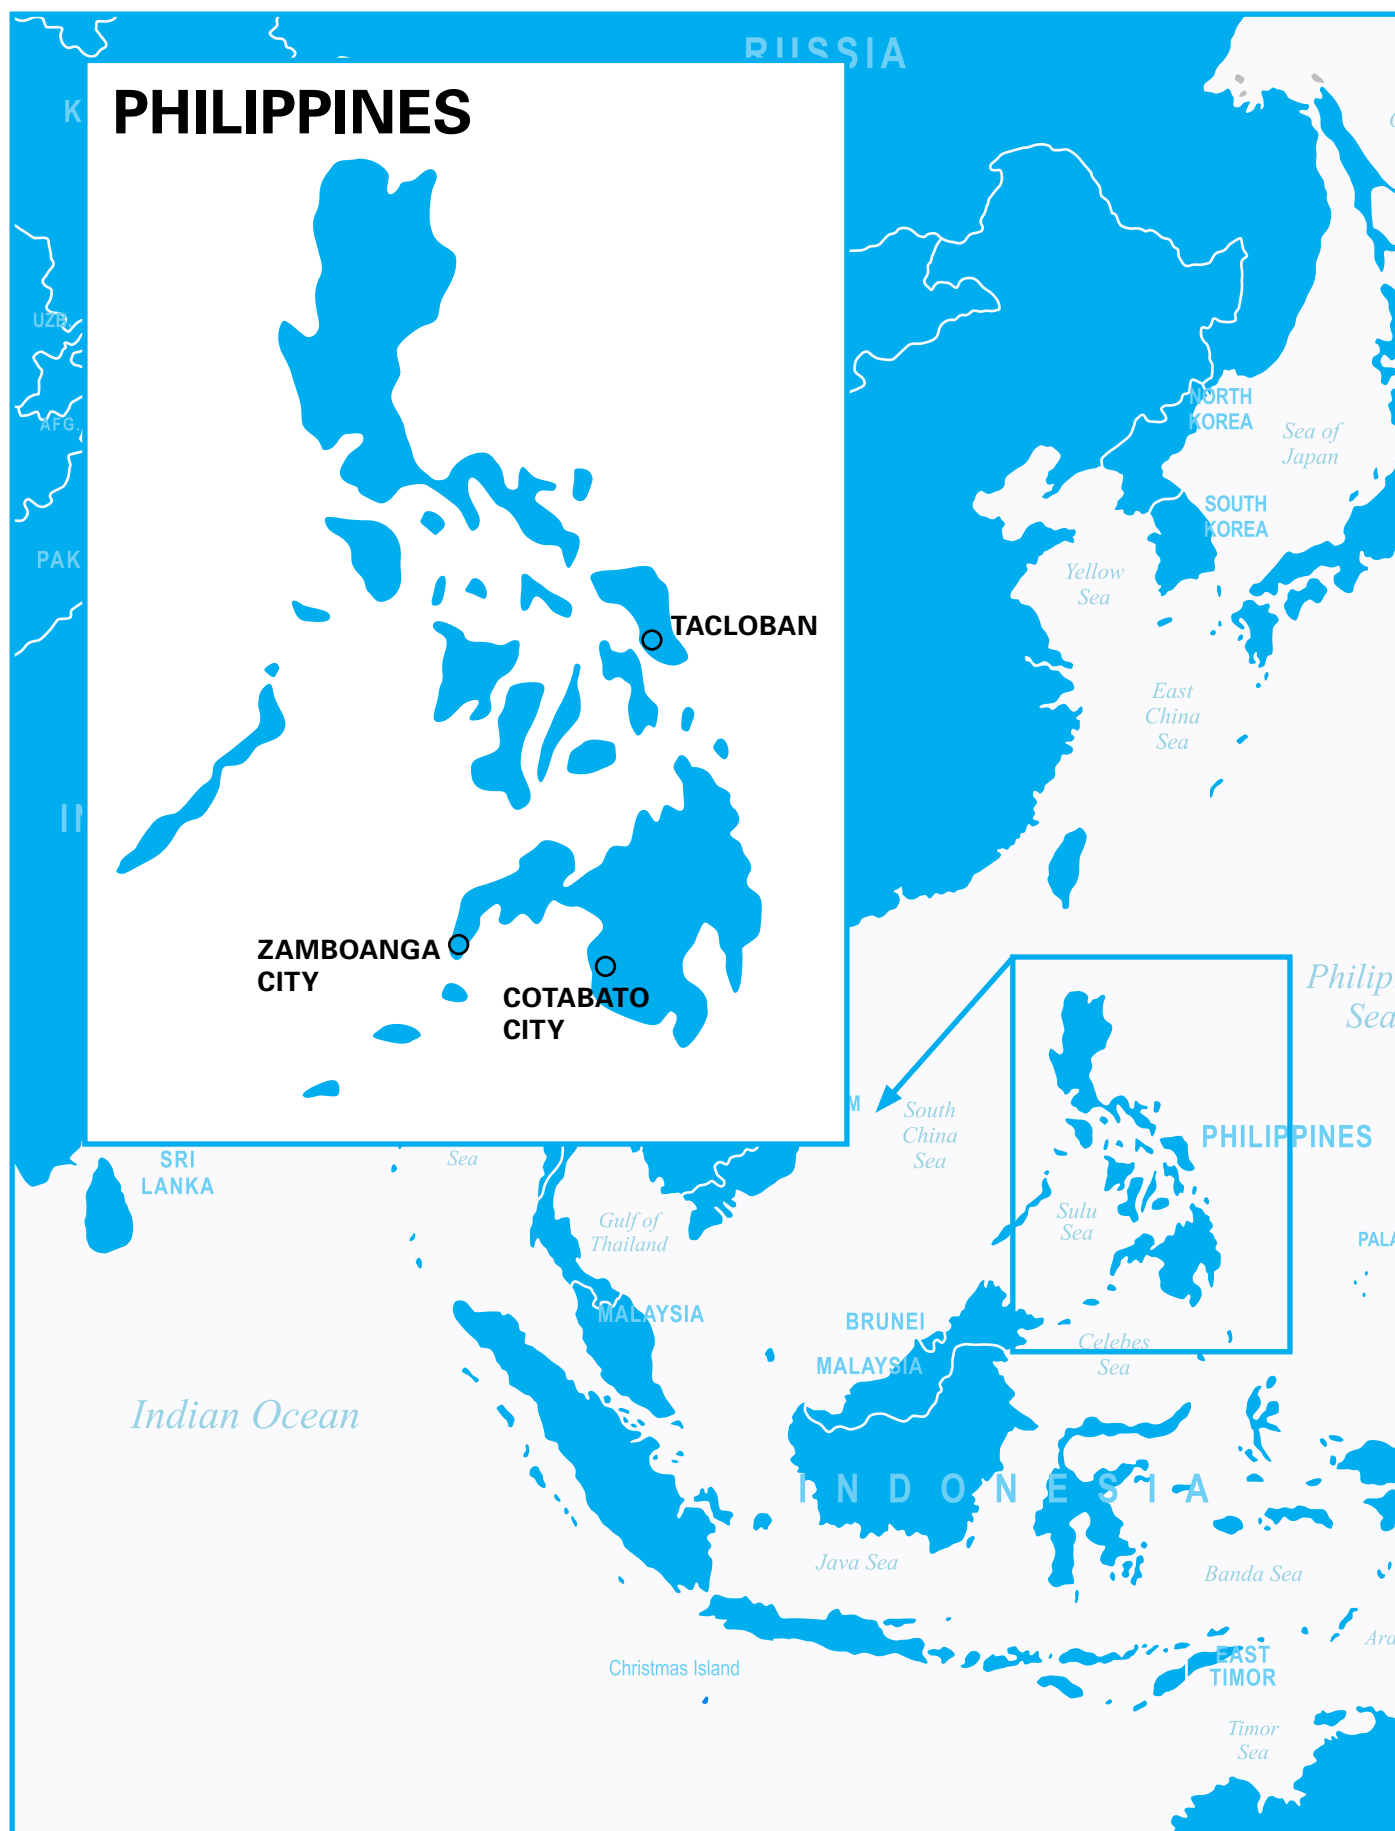 RUSSIA
K
PHILIPPINES
UZB.
NORTH
KOREA
AFG.
Sea of
Japan
SOUTH
KOREA
PAK
Yellow
Sea
TACLOBAN
East
China
Sea
ZAMBOANGA
CITY
COTABATO
CITY
Philip
Sea
M
South
China
Sea
PHILIPPINES
SRI
LANKA
Sea
Gulf of
Thailand
Sulu
Sea
PALA
MALAYSIA
BRUNEI
MALAYSIA
Celebes
Sea
Indian Ocean
INDONESIA
Java Sea
Banda Sea
Ara
Christmas Island
EAST
TIMOR
Timor
Sea